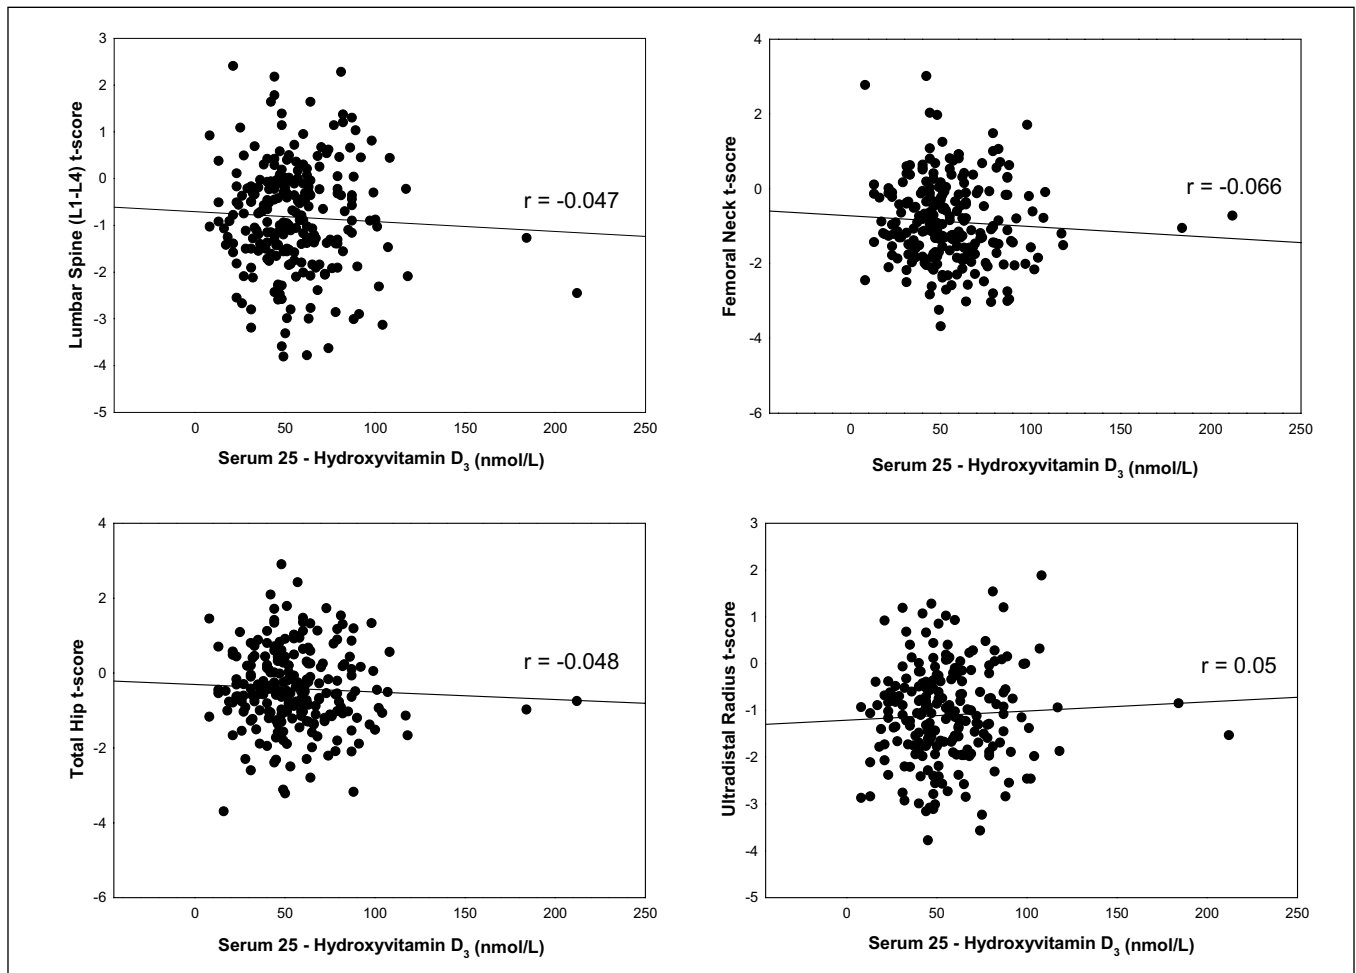 Lumbar Spine (L1-L4) t-score
3
2
1
0
-1
-2
-3
-4
-5
r = -0.047
0 50 100 150 200 250
Serum 25 - Hydroxyvitamin D3 (nmol/L)
Femoral Neck t-socre
4
2
0
-2
-4
-6
r = -0.066
0 50 100 150 200 250
Serum 25 - Hydroxyvitamin D3 (nmol/L)
Total Hip t-score
4
2
0
-2
-4
-6
r = -0.048
0 50 100 150 200 250
Serum 25 - Hydroxyvitamin D3 (nmol/L)
Ultradistal Radius t-score
3
2
1
0
-1
-2
-3
-4
-5
r = 0.05
0 50 100 150 200 250
Serum 25 - Hydroxyvitamin D3 (nmol/L)